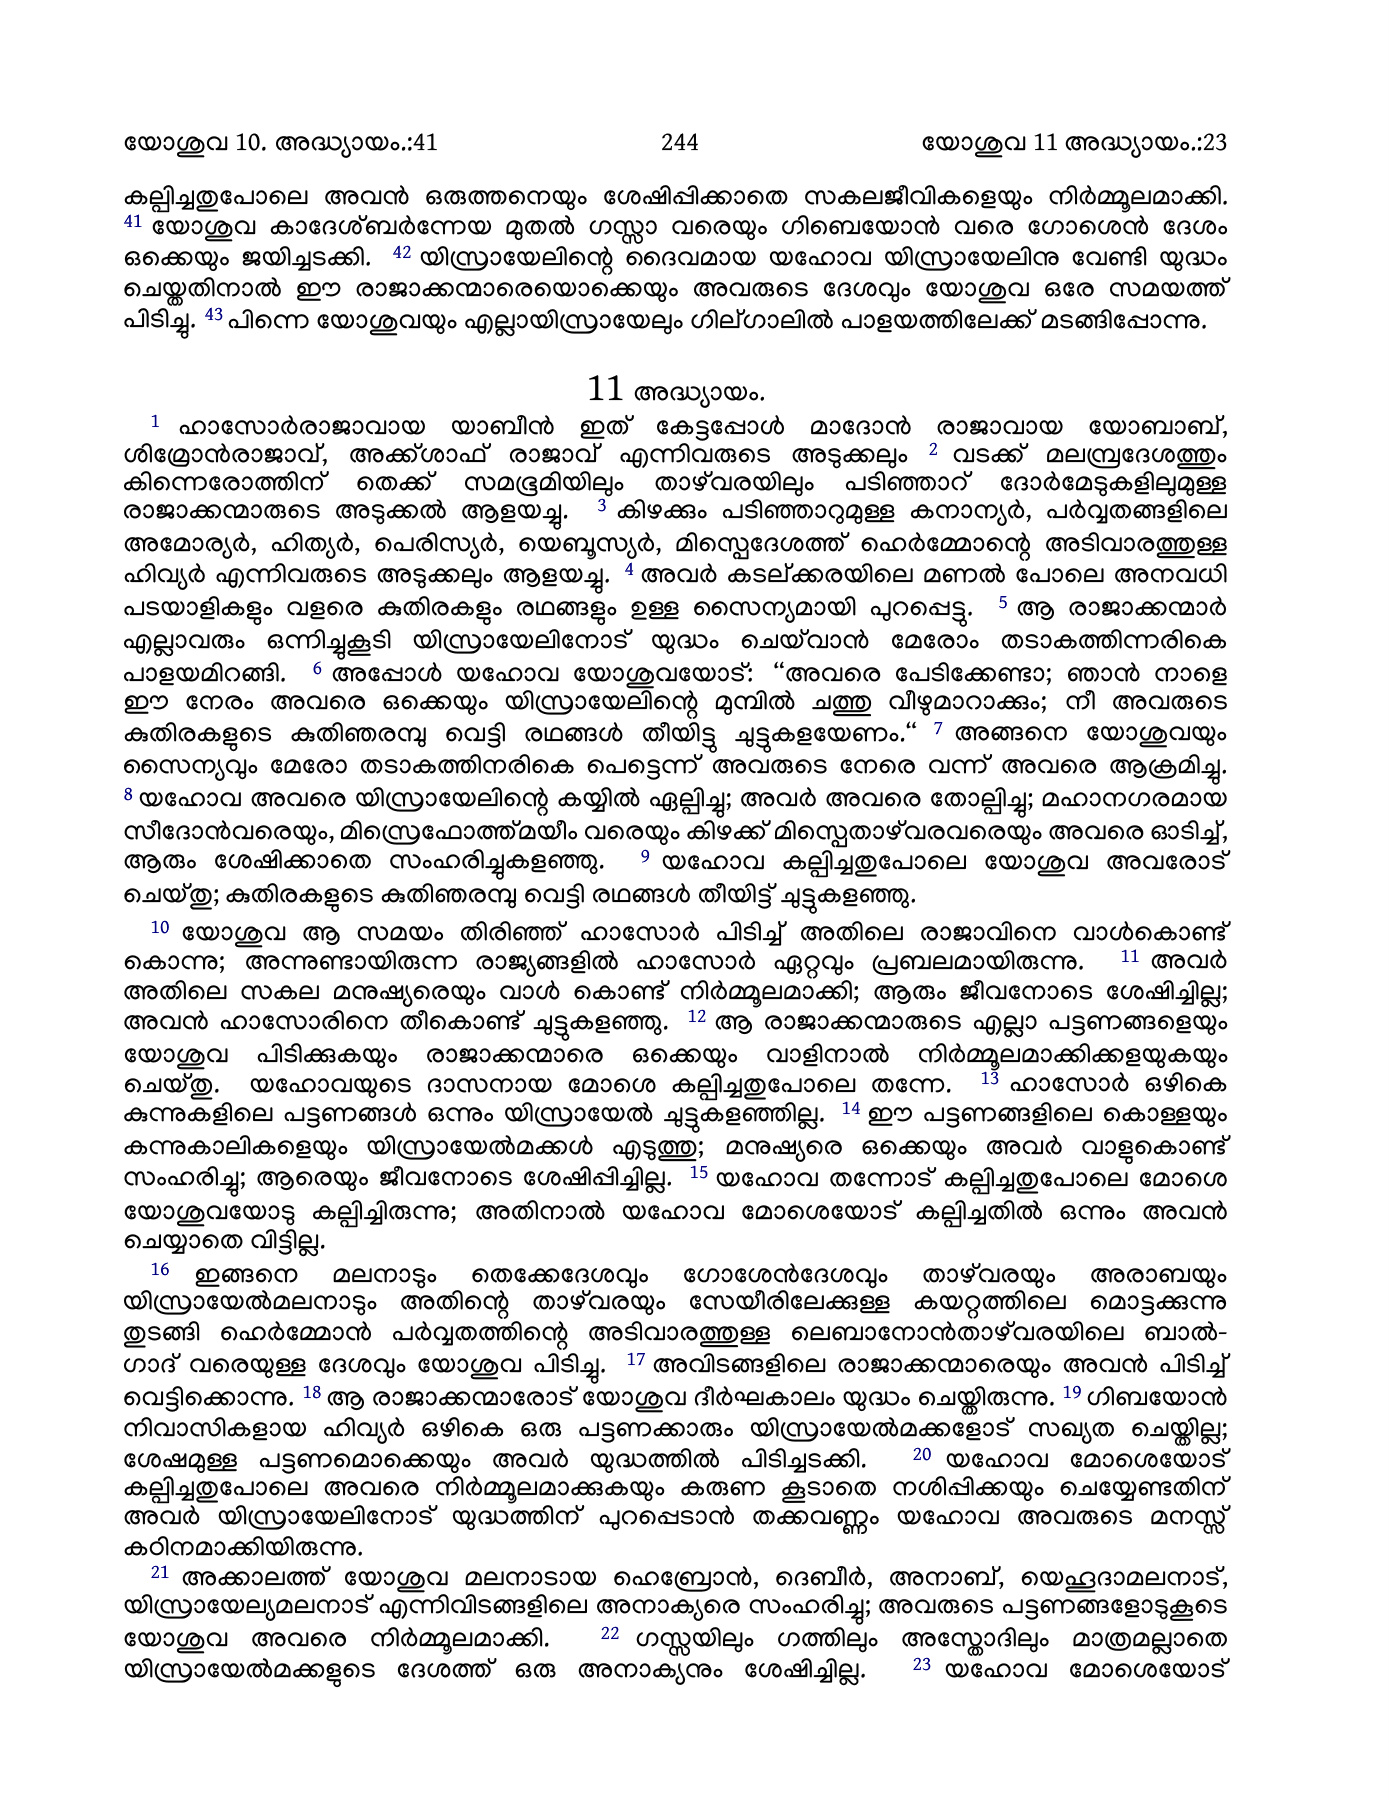 യോശുവ 10. അദ്ധ്യായം.:41 244 യോശുവ 11 അദ്ധ്യായം.:23
കല്പിച്ചതുപോലെ അവൻ ഒരുത്തനെയും ശേഷിപ്പിക്കാതെ സകലജീവികളെയും നിർമ്മൂലമാക്കി.
41 യോശുവ കാദേശ്ബർന്നേയ മുതൽ ഗസ്സാ വരെയും ഗിബെയോൻ വരെ ഗോശെൻ ദേശം
ഒക്കെയും ജയിച്ചടക്കി. 42 യിസ്രായേലിന്റെ ദൈവമായ യഹോവ യിസ്രായേലിനു വേണ്ടി യുദ്ധം
ചെയ്തതിനാൽ ഈ രാജാക്കന്മാരെയൊക്കെയും അവരുടെ ദേശവും യോശുവ ഒരേ സമയത്ത്
പിടിച്ചു. 43 പിന്നെ യോശുവയും എല്ലായിസ്രായേലും ഗില്ഗാലിൽ പാളയത്തിലേക്ക് മടങ്ങിപ്പോന്നു.
11 അദ്ധ്യായം.
1 ഹാസോർരാജാവായ യാബീൻ ഇത് കേട്ടപ്പോൾ മാദോൻ രാജാവായ യോബാബ്,
ശിമ്രോൻരാജാവ്, അക്ക്ശാഫ് രാജാവ് എന്നിവരുടെ അടുക്കലും 2 വടക്ക് മലമ്പ്രദേശത്തും
കിന്നെരോത്തിന് തെക്ക് സമഭൂമിയിലും താഴ്‌വരയിലും പടിഞ്ഞാറ് ദോർമേടുകളിലുമുള്ള
രാജാക്കന്മാരുടെ അടുക്കൽ ആളയച്ചു. 3 കിഴക്കും പടിഞ്ഞാറുമുള്ള കനാന്യർ, പർവ്വതങ്ങളിലെ
അമോര്യർ, ഹിത്യർ, പെരിസ്യർ, യെബൂസ്യർ, മിസ്പെദേശത്ത് ഹെർമ്മോന്റെ അടിവാരത്തുള്ള
ഹിവ്യർ എന്നിവരുടെ അടുക്കലും ആളയച്ചു. 4 അവർ കടല്ക്കരയിലെ മണൽ പോലെ അനവധി
പടയാളികളും വളരെ കുതിരകളും രഥങ്ങളും ഉള്ള സൈന്യമായി പുറപ്പെട്ടു. 5 ആ രാജാക്കന്മാർ
എല്ലാവരും ഒന്നിച്ചുകൂടി യിസ്രായേലിനോട് യുദ്ധം ചെയ്‌വാൻ മേരോം തടാകത്തിന്നരികെ
പാളയമിറങ്ങി. 6 അപ്പോൾ യഹോവ യോശുവയോട്: “അവരെ പേടിക്കേണ്ടാ; ഞാൻ നാളെ
ഈ നേരം അവരെ ഒക്കെയും യിസ്രായേലിന്റെ മുമ്പിൽ ചത്തു വീഴുമാറാക്കും; നീ അവരുടെ
കുതിരകളുടെ കുതിഞരമ്പു വെട്ടി രഥങ്ങൾ തീയിട്ടു ചുട്ടുകളയേണം.“ 7 അങ്ങനെ യോശുവയും
സൈന്യവും മേരോ തടാകത്തിനരികെ പെട്ടെന്ന് അവരുടെ നേരെ വന്ന് അവരെ ആക്രമിച്ചു.
8 യഹോവ അവരെ യിസ്രായേലിന്റെ കയ്യിൽ ഏല്പിച്ചു; അവർ അവരെ തോല്പിച്ചു; മഹാനഗരമായ
സീദോൻവരെയും, മിസ്രെഫോത്ത്മയീം വരെയും കിഴക്ക് മിസ്പെതാഴ്‌വരവരെയും അവരെ ഓടിച്ച്,
ആരും ശേഷിക്കാതെ സംഹരിച്ചുകളഞ്ഞു. 9 യഹോവ കല്പിച്ചതുപോലെ യോശുവ അവരോട്
ചെയ്തു; കുതിരകളുടെ കുതിഞരമ്പു വെട്ടി രഥങ്ങൾ തീയിട്ട് ചുട്ടുകളഞ്ഞു.
10 യോശുവ ആ സമയം തിരിഞ്ഞ് ഹാസോർ പിടിച്ച് അതിലെ രാജാവിനെ വാൾകൊണ്ട്
കൊന്നു; അന്നുണ്ടായിരുന്ന രാജ്യങ്ങളിൽ ഹാസോർ ഏറ്റവും പ്രബലമായിരുന്നു. 11 അവർ
അതിലെ സകല മനുഷ്യരെയും വാൾ കൊണ്ട് നിർമ്മൂലമാക്കി; ആരും ജീവനോടെ ശേഷിച്ചില്ല;
അവൻ ഹാസോരിനെ തീകൊണ്ട് ചുട്ടുകളഞ്ഞു. 12 ആ രാജാക്കന്മാരുടെ എല്ലാ പട്ടണങ്ങളെയും
യോശുവ പിടിക്കുകയും രാജാക്കന്മാരെ ഒക്കെയും വാളിനാൽ നിർമ്മൂലമാക്കിക്കളയുകയും
ചെയ്തു. യഹോവയുടെ ദാസനായ മോശെ കല്പിച്ചതുപോലെ തന്നേ. 13 ഹാസോർ ഒഴികെ
കുന്നുകളിലെ പട്ടണങ്ങൾ ഒന്നും യിസ്രായേൽ ചുട്ടുകളഞ്ഞില്ല. 14 ഈ പട്ടണങ്ങളിലെ കൊള്ളയും
കന്നുകാലികളെയും യിസ്രായേൽമക്കൾ എടുത്തു; മനുഷ്യരെ ഒക്കെയും അവർ വാളുകൊണ്ട്
സംഹരിച്ചു; ആരെയും ജീവനോടെ ശേഷിപ്പിച്ചില്ല. 15 യഹോവ തന്നോട് കല്പിച്ചതുപോലെ മോശെ
യോശുവയോടു കല്പിച്ചിരുന്നു; അതിനാൽ യഹോവ മോശെയോട് കല്പിച്ചതിൽ ഒന്നും അവൻ
ചെയ്യാതെ വിട്ടില്ല.
16 ഇങ്ങനെ മലനാടും തെക്കേദേശവും ഗോശേൻദേശവും താഴ്‌വരയും അരാബയും
യിസ്രായേൽമലനാടും അതിന്റെ താഴ്‌വരയും സേയീരിലേക്കുള്ള കയറ്റത്തിലെ മൊട്ടക്കുന്നു
തുടങ്ങി ഹെർമ്മോൻ പർവ്വതത്തിന്റെ അടിവാരത്തുള്ള ലെബാനോൻതാഴ്‌വരയിലെ ബാൽ-
ഗാദ് വരെയുള്ള ദേശവും യോശുവ പിടിച്ചു. 17 അവിടങ്ങളിലെ രാജാക്കന്മാരെയും അവൻ പിടിച്ച്
വെട്ടിക്കൊന്നു. 18 ആ രാജാക്കന്മാരോട് യോശുവ ദീർഘകാലം യുദ്ധം ചെയ്തിരുന്നു. 19 ഗിബയോൻ
നിവാസികളായ ഹിവ്യർ ഒഴികെ ഒരു പട്ടണക്കാരും യിസ്രായേൽമക്കളോട് സഖ്യത ചെയ്തില്ല;
ശേഷമുള്ള പട്ടണമൊക്കെയും അവർ യുദ്ധത്തിൽ പിടിച്ചടക്കി. 20 യഹോവ മോശെയോട്
കല്പിച്ചതുപോലെ അവരെ നിർമ്മൂലമാക്കുകയും കരുണ കൂടാതെ നശിപ്പിക്കയും ചെയ്യേണ്ടതിന്
അവർ യിസ്രായേലിനോട് യുദ്ധത്തിന് പുറപ്പെടാൻ തക്കവണ്ണം യഹോവ അവരുടെ മനസ്സ്
കഠിനമാക്കിയിരുന്നു.
21 അക്കാലത്ത് യോശുവ മലനാടായ ഹെബ്രോൻ, ദെബീർ, അനാബ്, യെഹൂദാമലനാട്,
യിസ്രായേല്യമലനാട് എന്നിവിടങ്ങളിലെ അനാക്യരെ സംഹരിച്ചു; അവരുടെ പട്ടണങ്ങളോടുകൂടെ
യോശുവ അവരെ നിർമ്മൂലമാക്കി. 22 ഗസ്സയിലും ഗത്തിലും അസ്തോദിലും മാത്രമല്ലാതെ
യിസ്രായേൽമക്കളുടെ ദേശത്ത് ഒരു അനാക്യനും ശേഷിച്ചില്ല. 23 യഹോവ മോശെയോട്